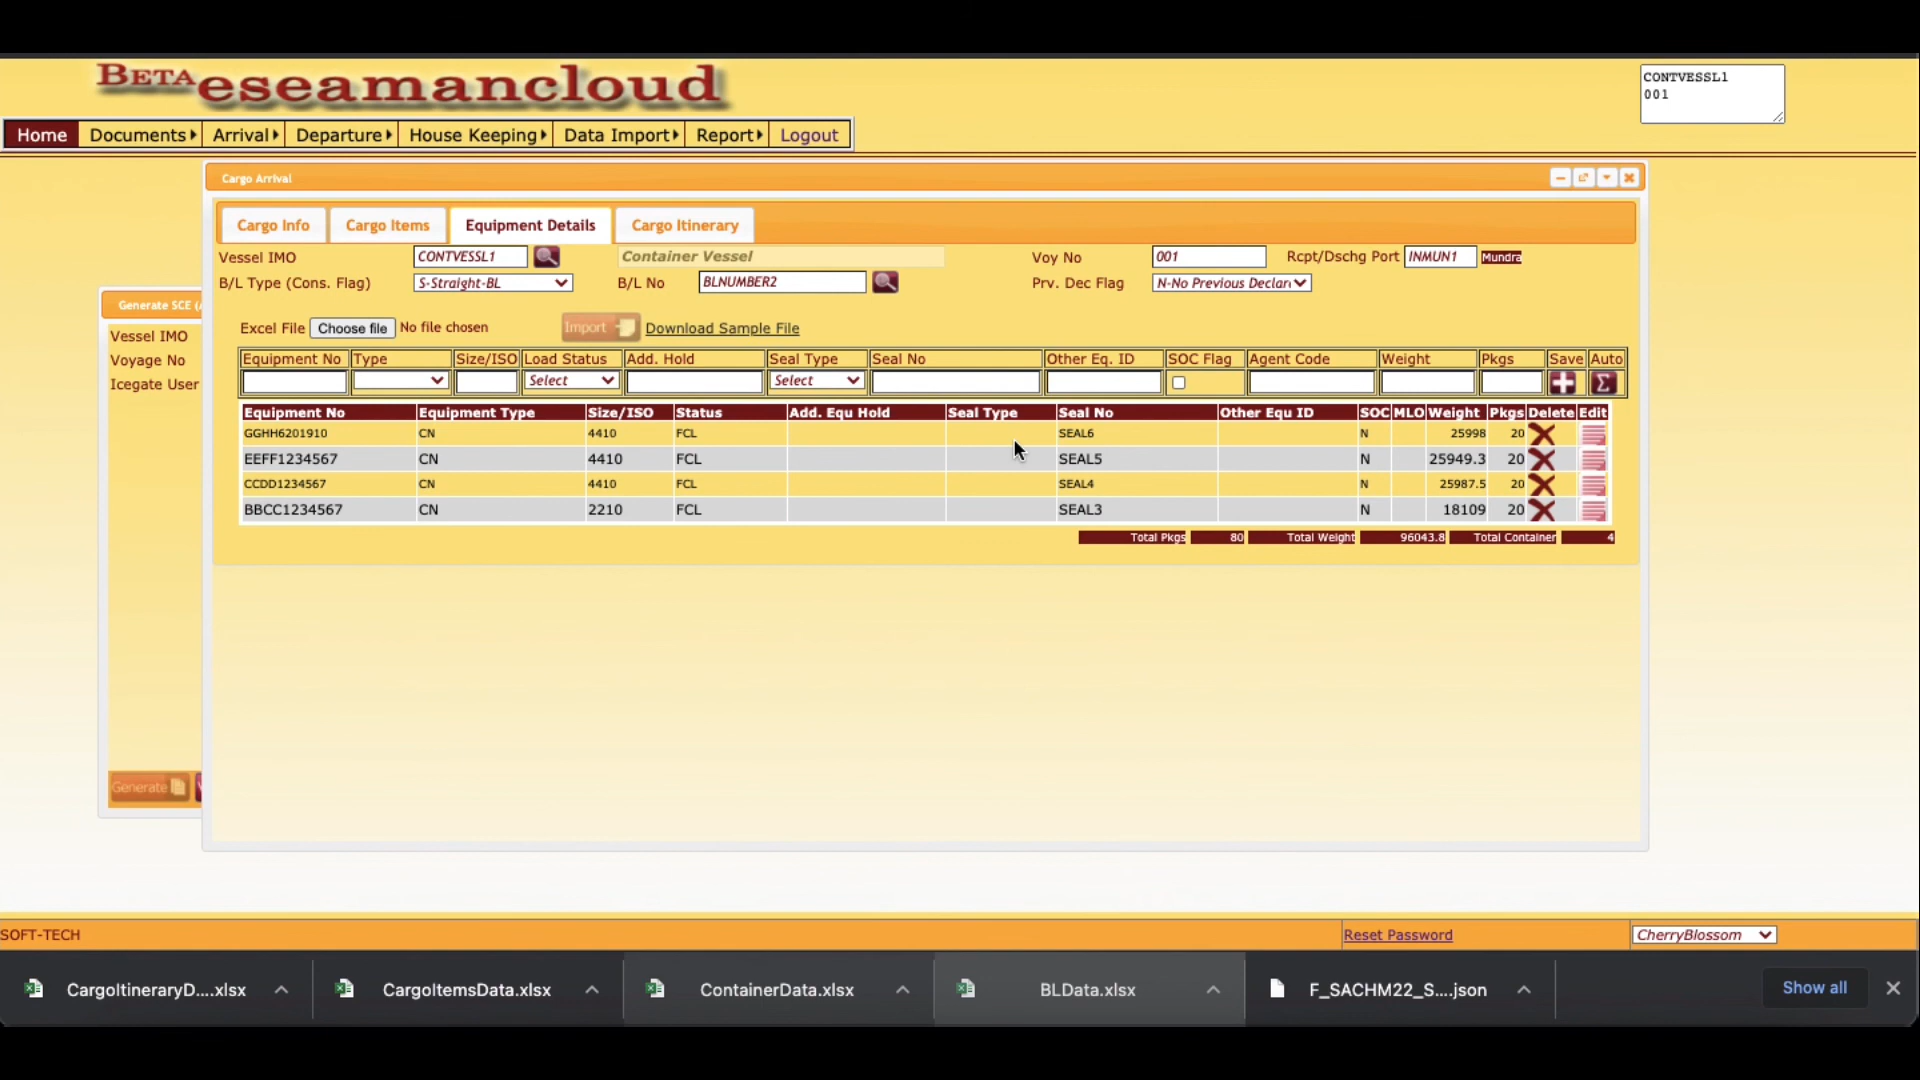 BETA eseamancloud
CONTVESSL1
001
Home Documents Arrival Departure House Keeping Data Import Report Logout
Cargo Arrival
Cargo Info Cargo Items Equipment Details Cargo Itinerary
Vessel IMO CONTVESSL1 Container Vessel Voy No 001 Rcpt/Dschg Port INMUN1 Mundra
B/L Type (Cons. Flag) S-Straight-BL B/L No BLNUMBER2 Prv. Dec Flag N-No Previous Declar
Generate SCE (
Vessel IMO
Voyage No
Icegate User
Generate
Excel File Choose file No file chosen Import Download Sample File
Equipment No Type Size/ISO Load Status Add. Hold Seal Type Seal No Other Eq. ID SOC Flag Agent Code Weight Pkgs Save Auto
Select Select
Equipment No Equipment Type Size/ISO Status Add. Equ Hold Seal Type Seal No Other Equ ID SOC MLO Weight Pkgs Delete Edit
GGHH6201910 CN 4410 FCL SEAL6 N 25998 20
EEFF1234567 CN 4410 FCL SEAL5 N 25949.3 20
CCDD1234567 CN 4410 FCL SEAL4 N 25987.5 20
BBCC1234567 CN 2210 FCL SEAL3 N 18109 20
Total Pkgs 80 Total Weight 96043.8 Total Container 4
SOFT-TECH Reset Password CherryBlossom
CargoItineraryD....xlsx CargoItemsData.xlsx ContainerData.xlsx BLData.xlsx F_SACHM22_S....json Show all